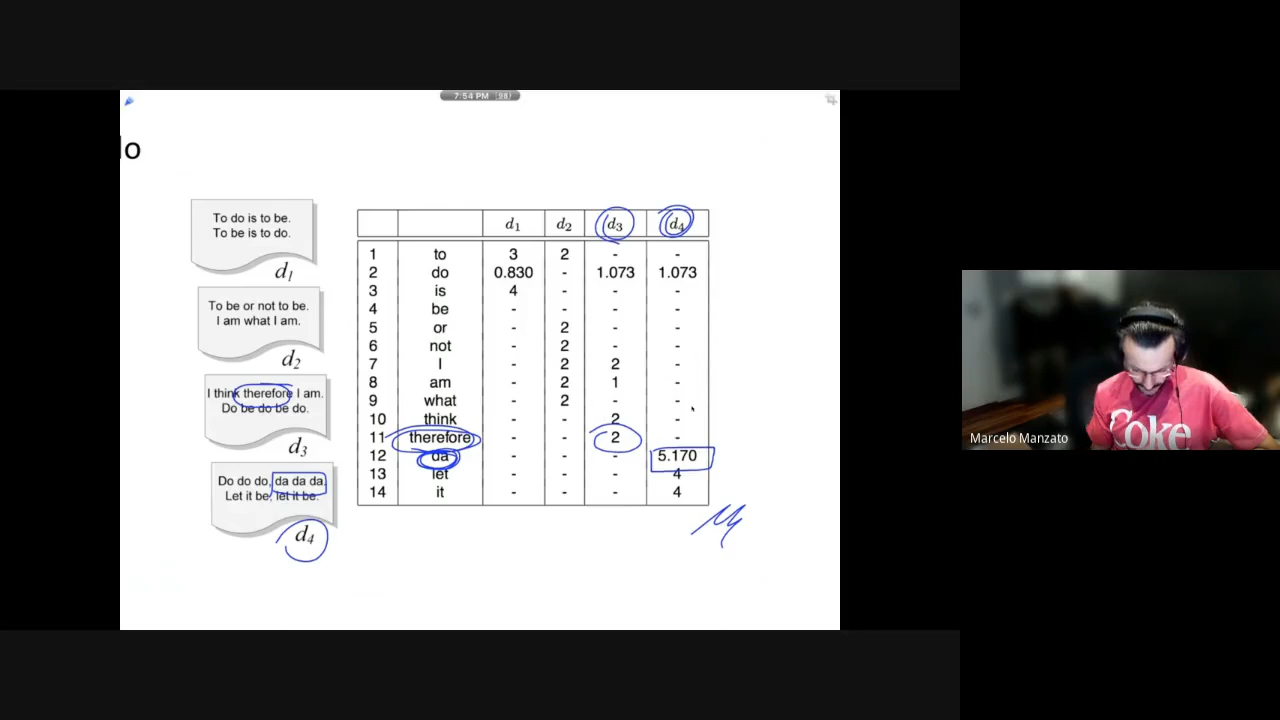 7:54 PM 98
lo
To do is to be.
To be is to do.
d1
To be or not to be.
I am what I am.
d2
I think therefore I am.
Do be do be do.
d3
Do do do, da da da.
Let it be, let it be.
d4
d1 d2 d3 d4
1 to 3 2 - -
2 do 0.830 - 1.073 1.073
3 is 4 - - -
4 be - - - -
5 or - 2 - -
6 not - 2 - -
7 I - 2 2 -
8 am - 2 1 -
9 what - 2 - -
10 think - - 2 -
11 therefore - - 2 -
12 da - - - 5.170
13 let - - - 4
14 it - - - 4
Coke
Marcelo Manzato